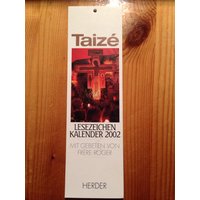 Taizé
LESEZEICHEN
KALENDER 2002
MIT GEBETEN VON
FRÈRE ROGER
HERDER